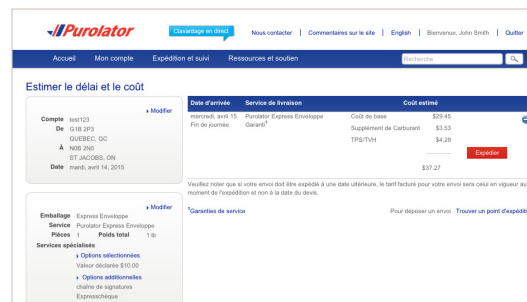 Purolator
Clavardage en direct
Nous contacter | Commentaires sur le site | English | Bienvenue, John Smith | Quitter
Accueil Mon compte Expédition et suivi Ressources et soutien Recherche
Estimer le délai et le coût
Modifier
Compte test123
De G1B 2P3
QUEBEC, QC
À N0B 2N0
ST JACOBS, ON
Date mardi, avril 14, 2015
Date d'arrivée Service de livraison Coût estimé
mercredi, avril 15 Purolator Express Enveloppe Coût de base $29.45
Fin de journée Garanti† Supplément de Carburant $3.53
TPS/TVH $4.29
Expédier
$37.27
Veuillez noter que si votre envoi doit être expédié à une date ultérieure, le tarif facturé pour votre envoi sera celui en vigueur au
moment de l'expédition et non à la date du devis.
†Garanties de service Pour déposer un envoi Trouver un point d'expédi
Modifier
Emballage Express Enveloppe
Service Purolator Express Enveloppe
Pièces 1 Poids total 1 lb
Services spécialisés
Options sélectionnées
Valeur déclarée $10.00
Options additionnelles
chaîne de signatures
Expresschèque